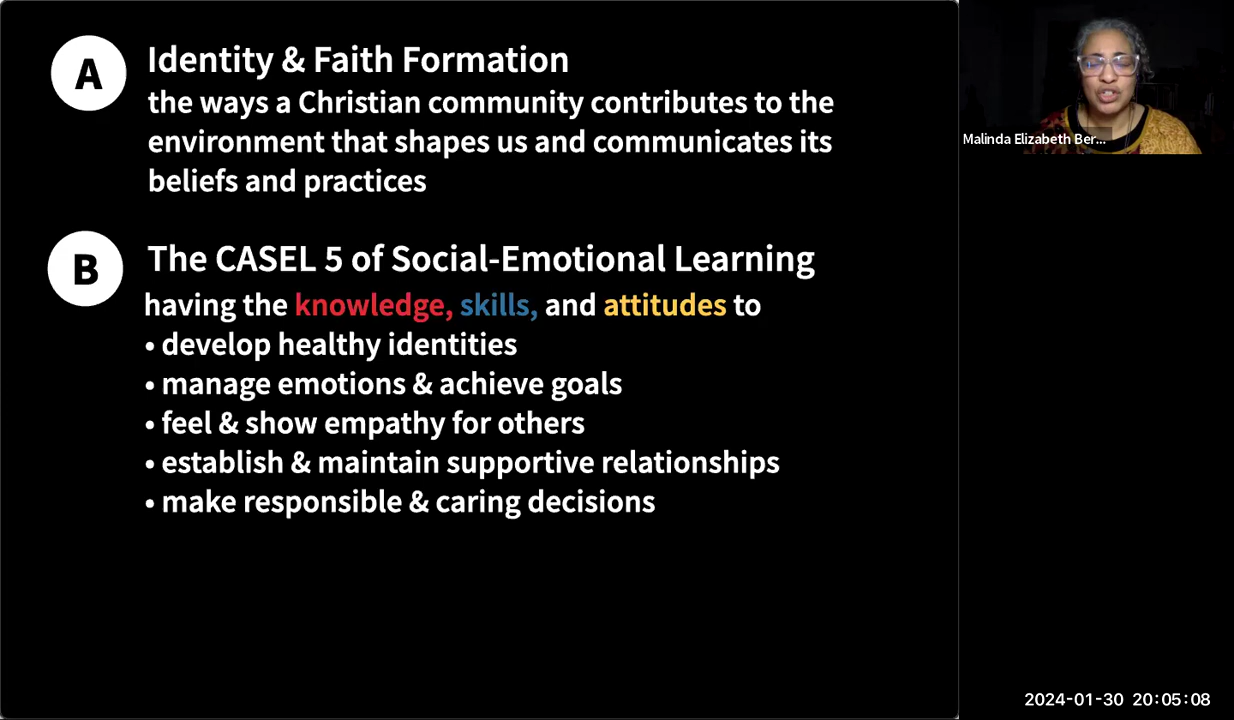 A
Identity & Faith Formation
the ways a Christian community contributes to the
environment that shapes us and communicates its
beliefs and practices
B
The CASEL 5 of Social-Emotional Learning
having the knowledge, skills, and attitudes to
• develop healthy identities
• manage emotions & achieve goals
• feel & show empathy for others
• establish & maintain supportive relationships
• make responsible & caring decisions
Malinda Elizabeth Ber...
2024-01-30 20:05:08